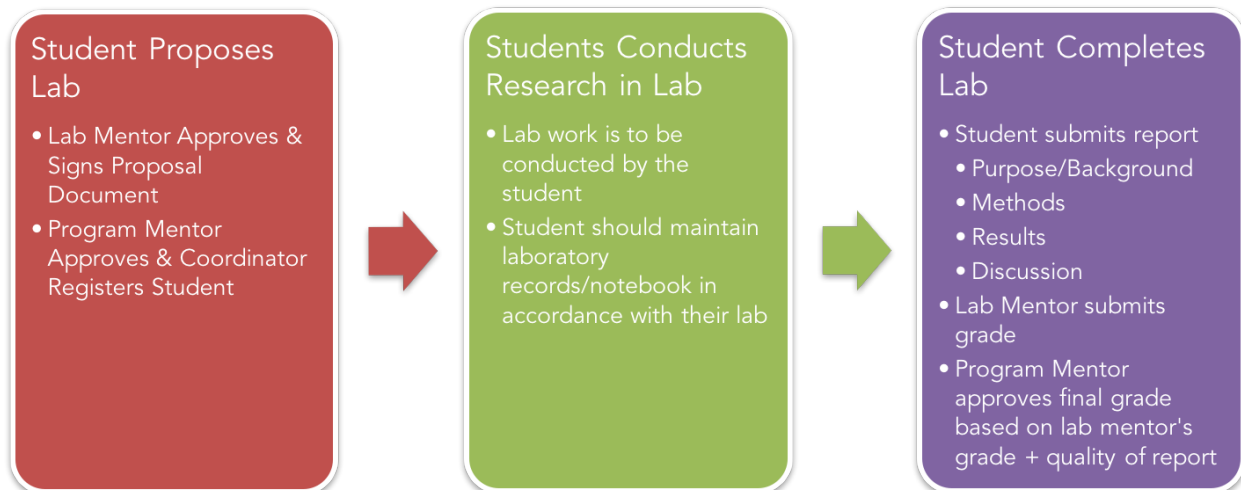 Student Proposes
Lab
• Lab Mentor Approves &
Signs Proposal
Document
• Program Mentor
Approves & Coordinator
Registers Student
Students Conducts
Research in Lab
• Lab work is to be
conducted by the
student
• Student should maintain
laboratory
records/notebook in
accordance with their lab
Student Completes
Lab
• Student submits report
• Purpose/Background
• Methods
• Results
• Discussion
• Lab Mentor submits
grade
• Program Mentor
approves final grade
based on lab mentor's
grade + quality of report